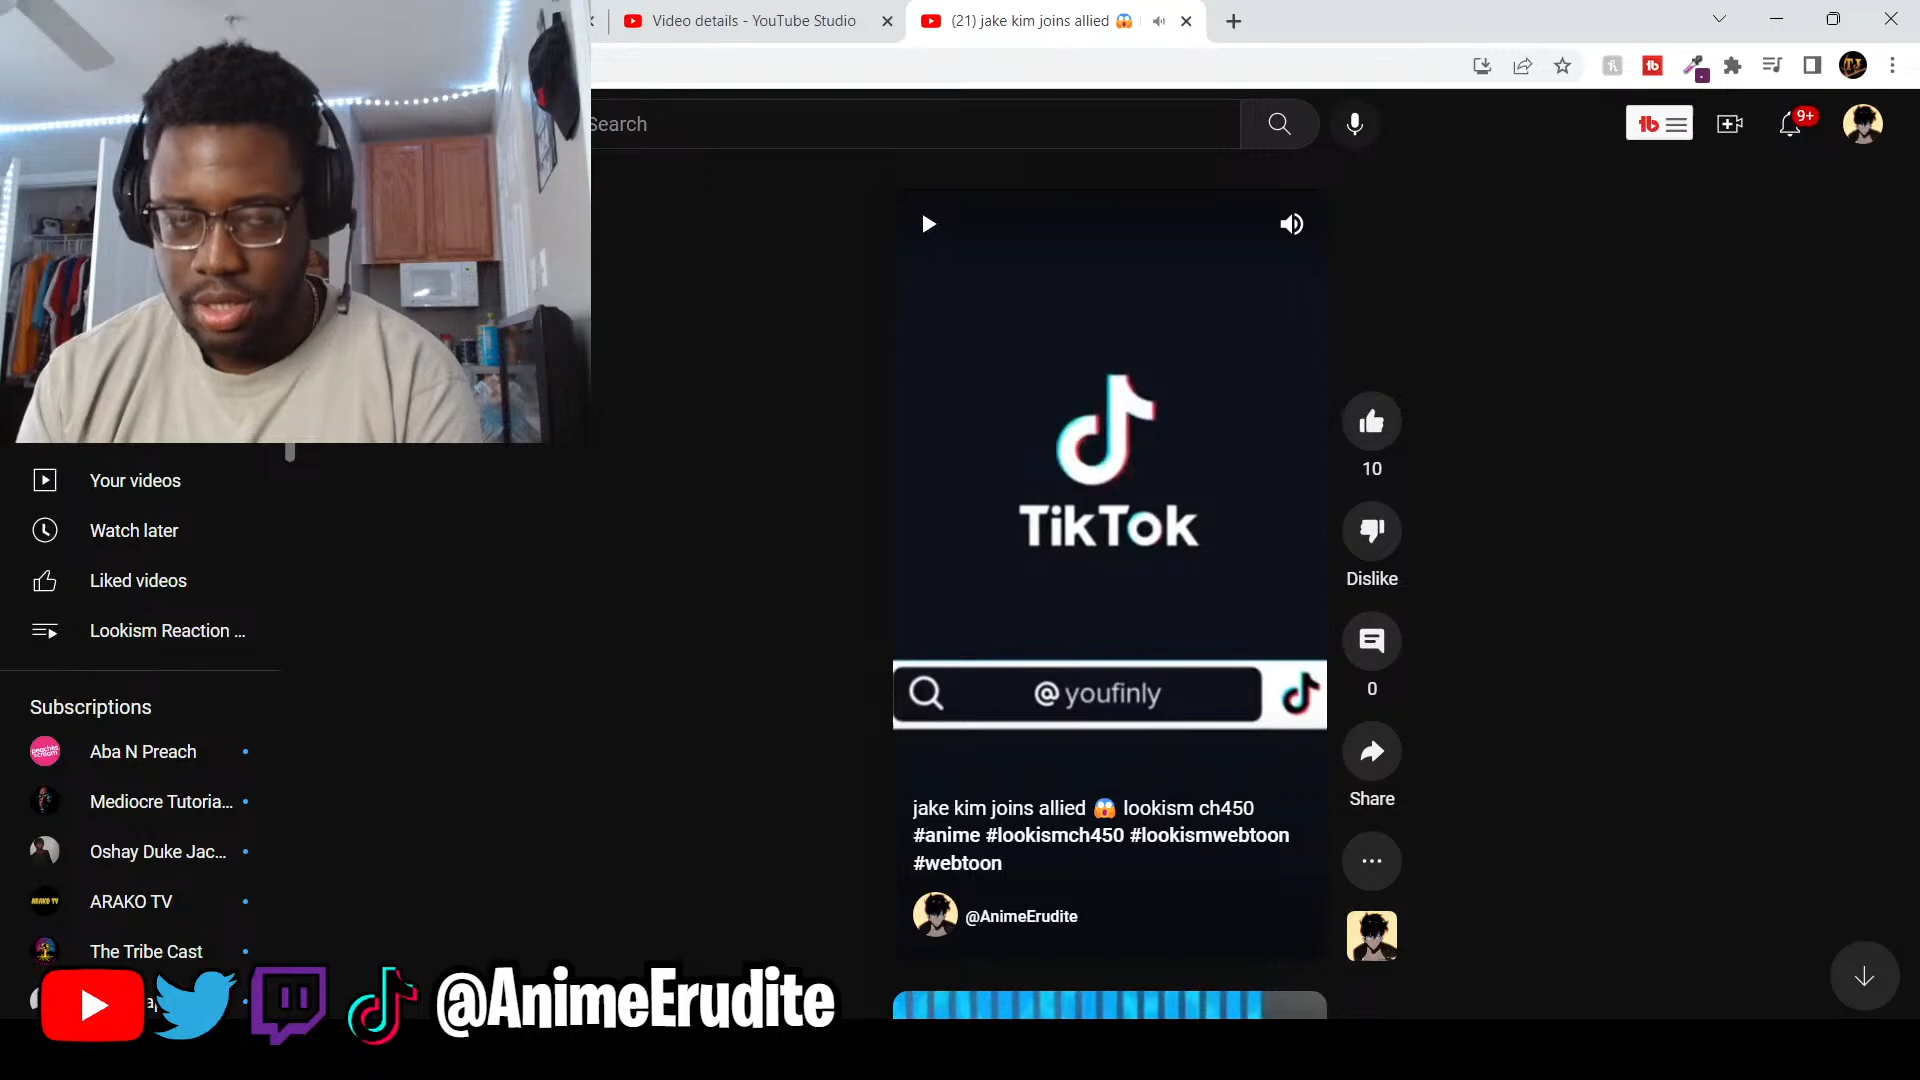 Video details - YouTube Studio
(21) jake kim joins allied 😱
Search
9+
TikTok
@youfinly
10
Dislike
0
Share
jake kim joins allied 😱 lookism ch450
#anime #lookismch450 #lookismwebtoon
#webtoon
@AnimeErudite
Your videos
Watch later
Liked videos
Lookism Reaction ...
Subscriptions
Aba N Preach
Mediocre Tutoria...
Oshay Duke Jac...
ARAKO TV
The Tribe Cast
@AnimeErudite